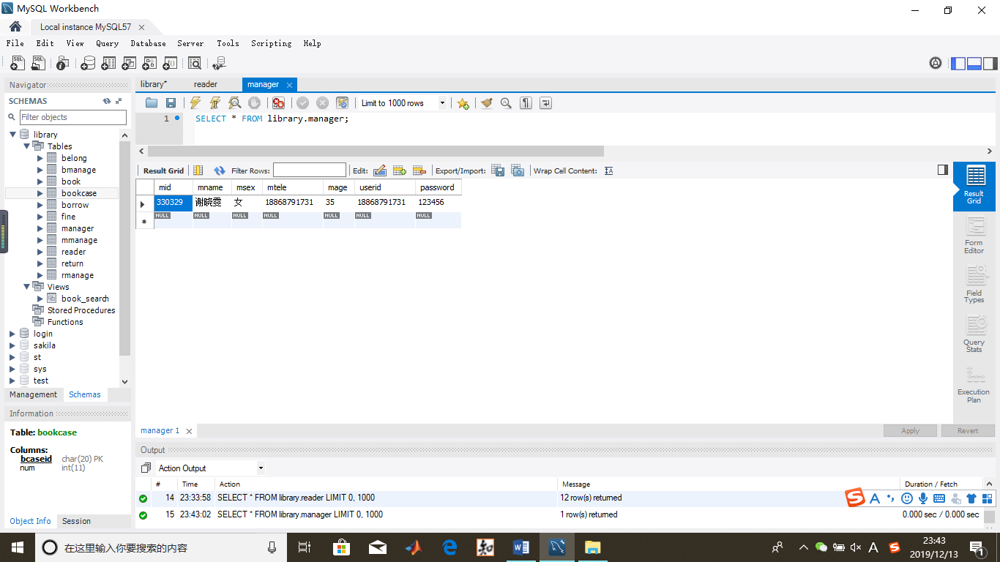 MySQL Workbench
Local instance MySQL57
File Edit View Query Database Server Tools Scripting Help
Navigator
SCHEMAS
Filter objects
library
Tables
belong
bmanage
book
bookcase
borrow
fine
manager
mmanage
reader
return
rmanage
Views
book_search
Stored Procedures
Functions
login
sakila
st
sys
test
Management Schemas
Information
Table: bookcase
Columns:
bcaseid char(20) PK
num int(11)
Object Info Session
library* reader manager
Limit to 1000 rows
1 SELECT * FROM library.manager;
Result Grid Filter Rows: Edit: Export/Import: Wrap Cell Content:
mid mname msex mtele mage userid password
330329 谢晓雯 女 18868791731 35 18868791731 123456
NULL NULL NULL NULL NULL NULL NULL
Result Grid
Form Editor
Field Types
Query Stats
Execution Plan
manager 1 Apply Revert
Output
Action Output
# Time Action Message Duration / Fetch
14 23:33:58 SELECT * FROM library.reader LIMIT 0, 1000 12 row(s) returned
15 23:43:02 SELECT * FROM library.manager LIMIT 0, 1000 1 row(s) returned 0.000 sec / 0.000 sec
在这里输入你要搜索的内容
知
A
23:43
2019/12/13
1